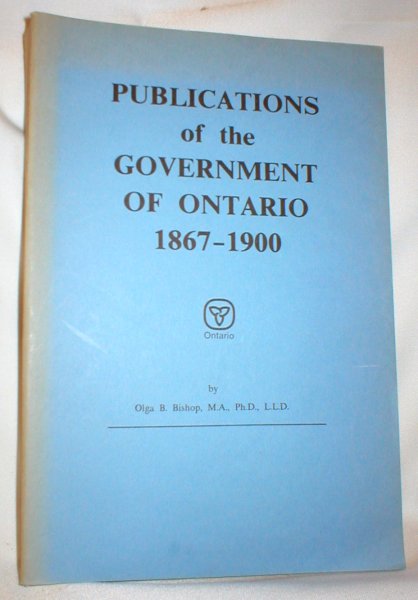 PUBLICATIONS
of the
GOVERNMENT
OF ONTARIO
1867-1900
Ontario
by
Olga B. Bishop, M.A., Ph.D., L.L.D.